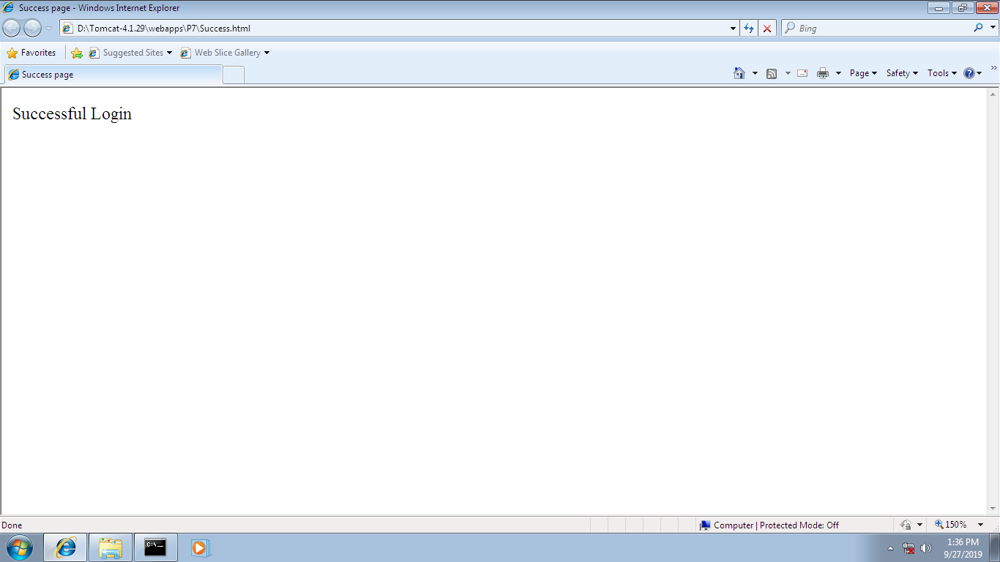 Success page - Windows Internet Explorer
D:\Tomcat-4.1.29\webapps\P7\Success.html
Bing
Favorites
Suggested Sites
Web Slice Gallery
Success page
Page
Safety
Tools
Successful Login
Done
Computer | Protected Mode: Off
150%
C:\
1:36 PM
9/27/2019